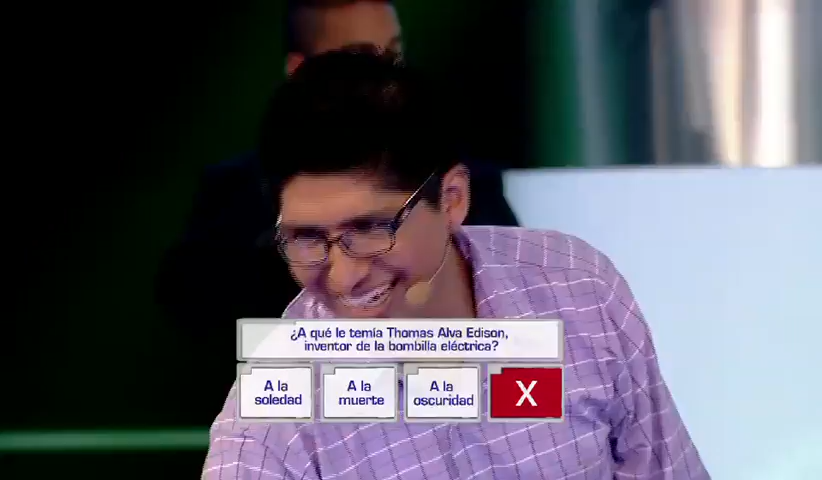 ¿A qué le temía Thomas Alva Edison,
inventor de la bombilla eléctrica?
A la
soledad
A la
muerte
A la
oscuridad
X